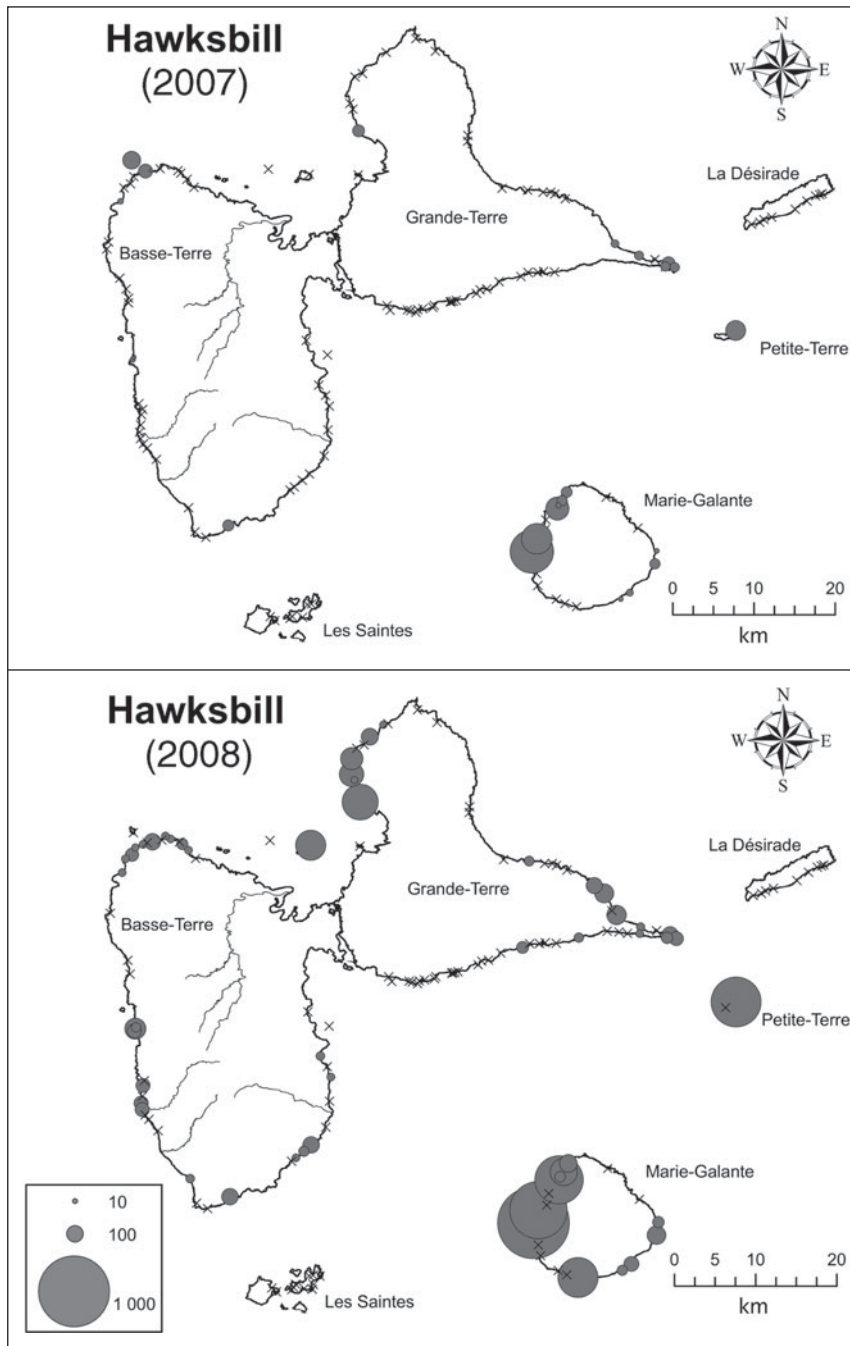 Hawksbill
(2007)
N
W E
S
La Désirade
Grande-Terre
Basse-Terre
Petite-Terre
Marie-Galante
0 5 10 20
km
Les Saintes
Hawksbill
(2008)
N
W E
S
La Désirade
Grande-Terre
Basse-Terre
Petite-Terre
Marie-Galante
10
100
1 000
0 5 10 20
km
Les Saintes